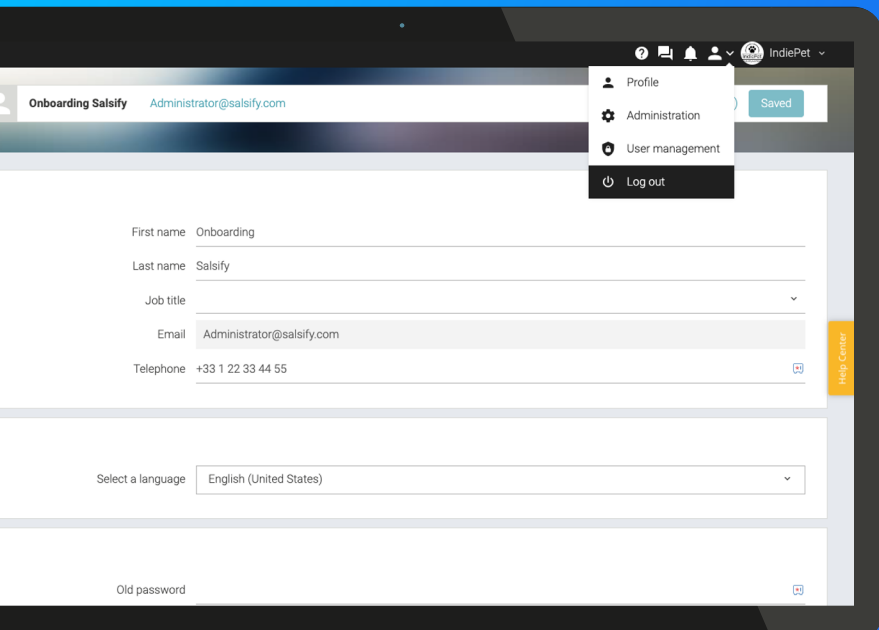 IndiePet
Profile
Onboarding Salsify Administrator@salsify.com Saved
Administration
User management
Log out
First name Onboarding
Last name Salsify
Job title
Email Administrator@salsify.com
Telephone +33 1 22 33 44 55
Help Center
Select a language English (United States)
Old password